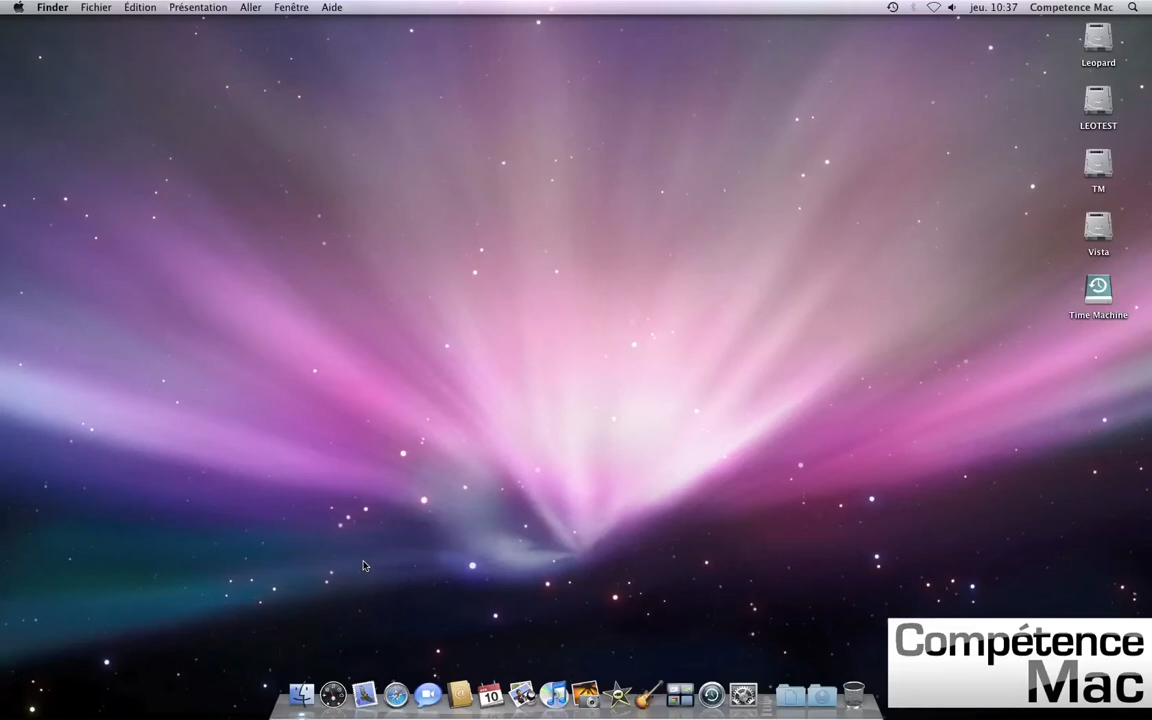 Finder Fichier Édition Présentation Aller Fenêtre Aide jeu. 10:37 Competence Mac
Leopard
LEOTEST
TM
Vista
Time Machine
10
Compétence
Mac